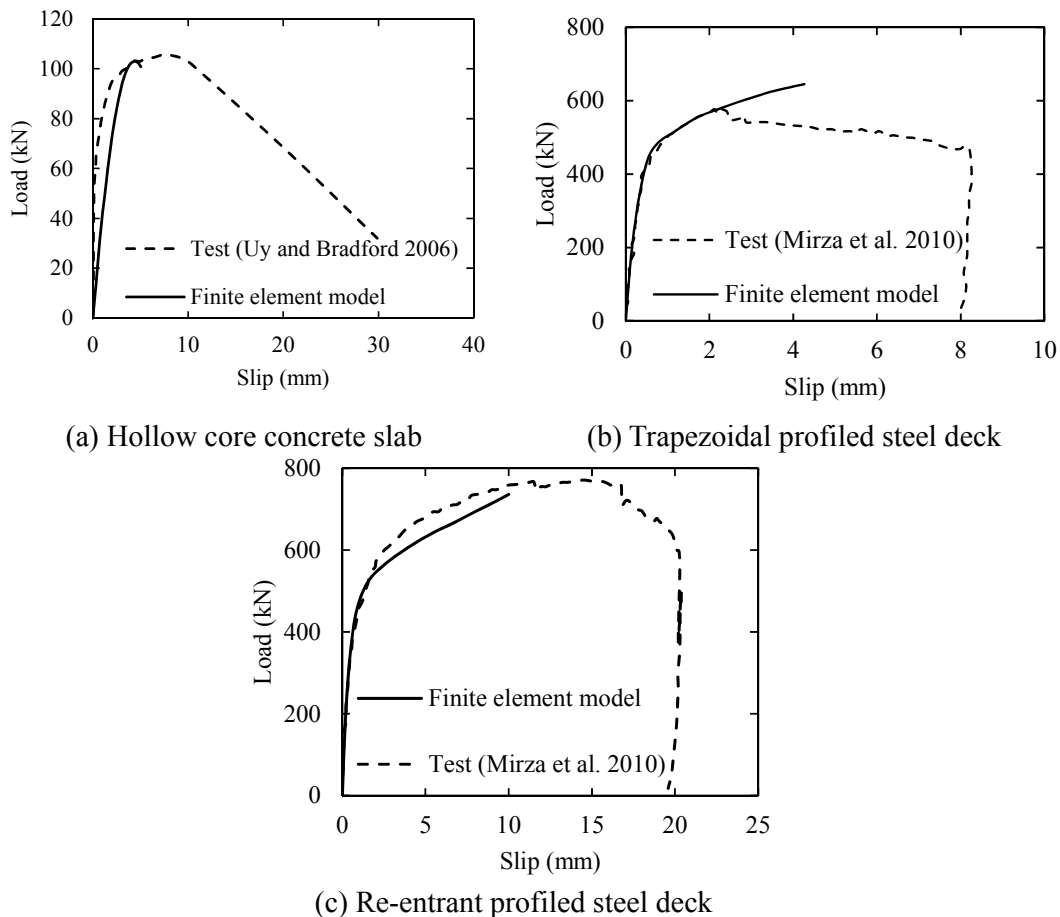 120
100
80
60
40
20
0
Load (kN)
Test (Uy and Bradford 2006)
Finite element model
0 10 20 30 40
Slip (mm)
(a) Hollow core concrete slab
800
600
400
200
0
Load (kN)
Test (Mirza et al. 2010)
Finite element model
0 2 4 6 8 10
Slip (mm)
(b) Trapezoidal profiled steel deck
800
600
400
200
0
Load (kN)
Finite element model
Test (Mirza et al. 2010)
0 5 10 15 20 25
Slip (mm)
(c) Re-entrant profiled steel deck